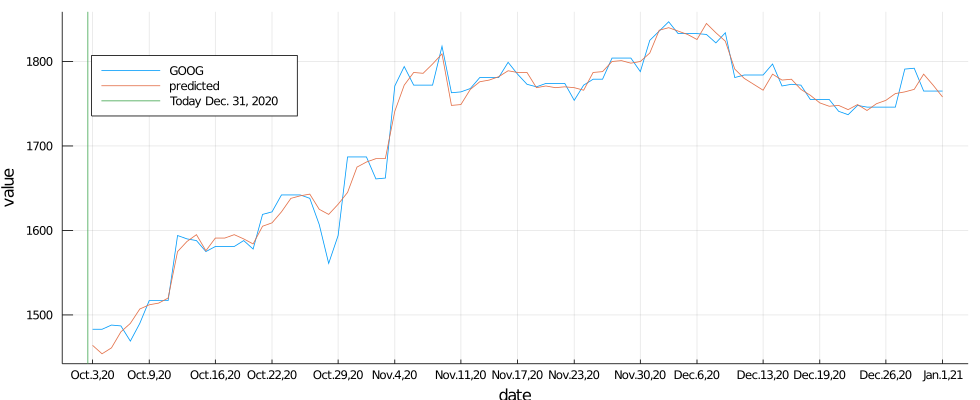 GOOG
predicted
Today Dec. 31, 2020
1800
1700
1600
1500
value
Oct.3,20 Oct.9,20 Oct.16,20 Oct.22,20 Oct.29,20 Nov.4,20 Nov.11,20 Nov.17,20 Nov.23,20 Nov.30,20 Dec.6,20 Dec.13,20 Dec.19,20 Dec.26,20 Jan.1,21
date